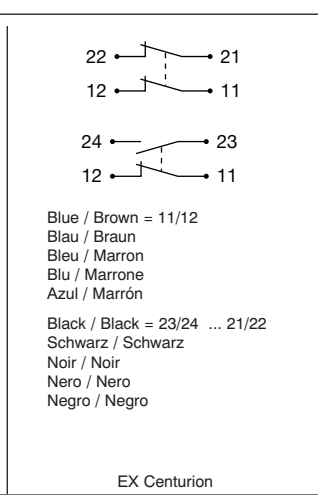 22 21
12 11
24 23
12 11
Blue / Brown = 11/12
Blau / Braun
Bleu / Marron
Blu / Marrone
Azul / Marrón
Black / Black = 23/24 ... 21/22
Schwarz / Schwarz
Noir / Noir
Nero / Nero
Negro / Negro
EX Centurion